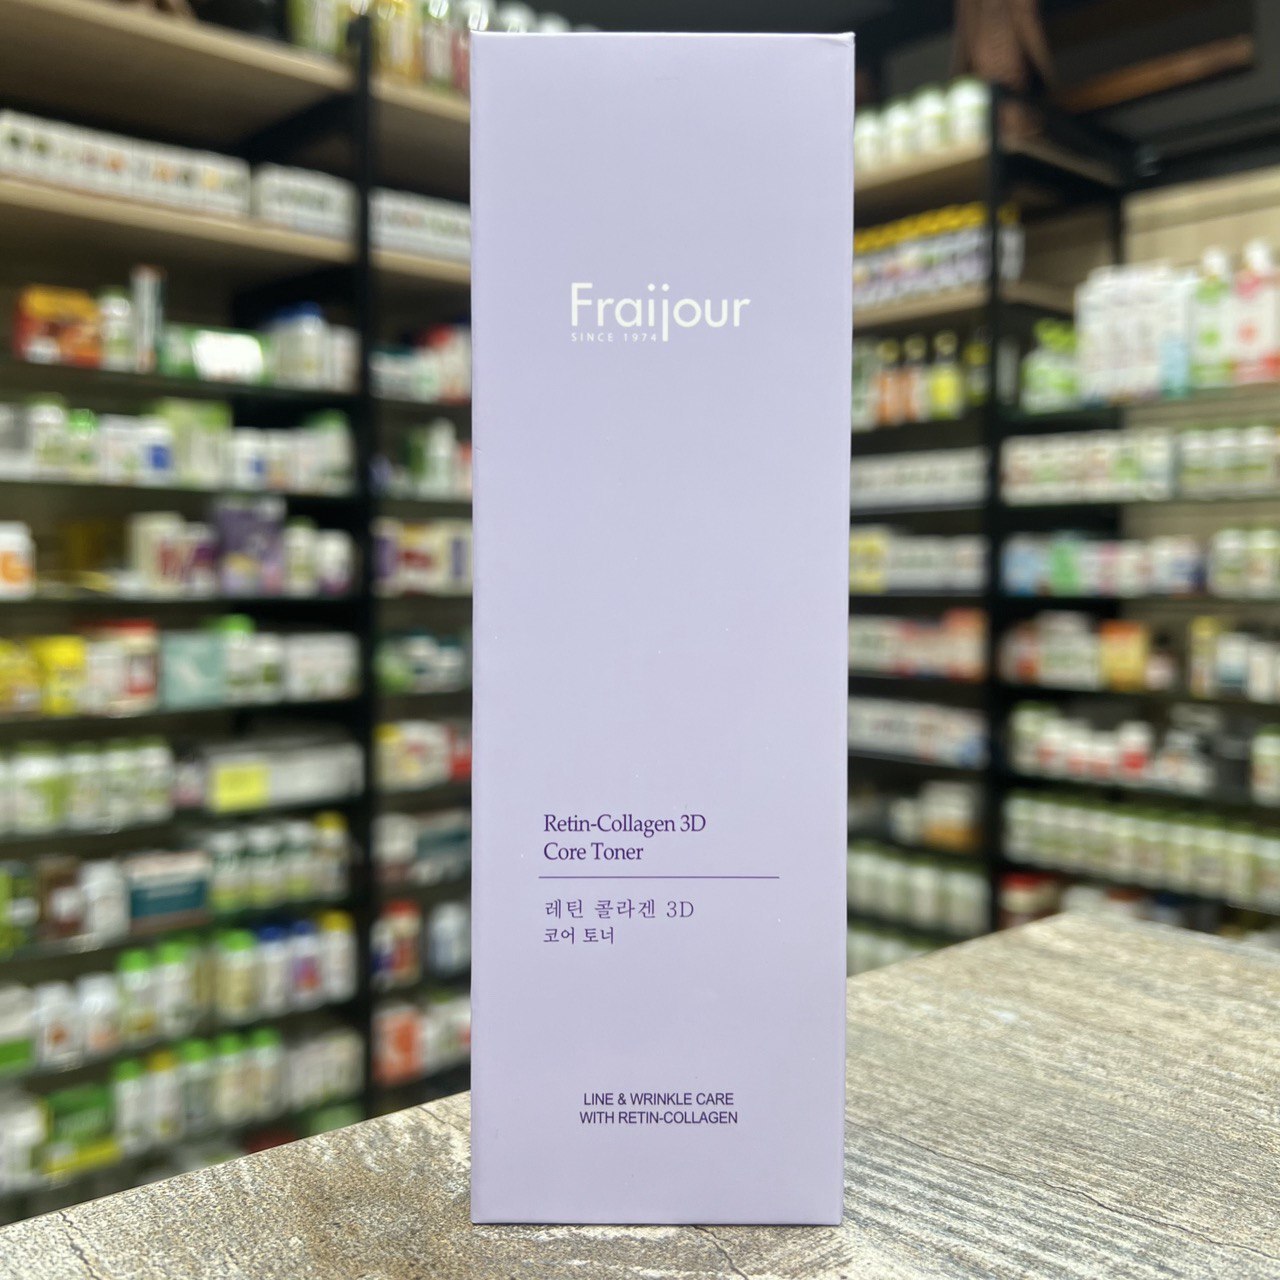 Fraijour
SINCE 1974
Retin-Collagen 3D
Core Toner
레틴 콜라겐 3D
코어 토너
LINE & WRINKLE CARE
WITH RETIN-COLLAGEN